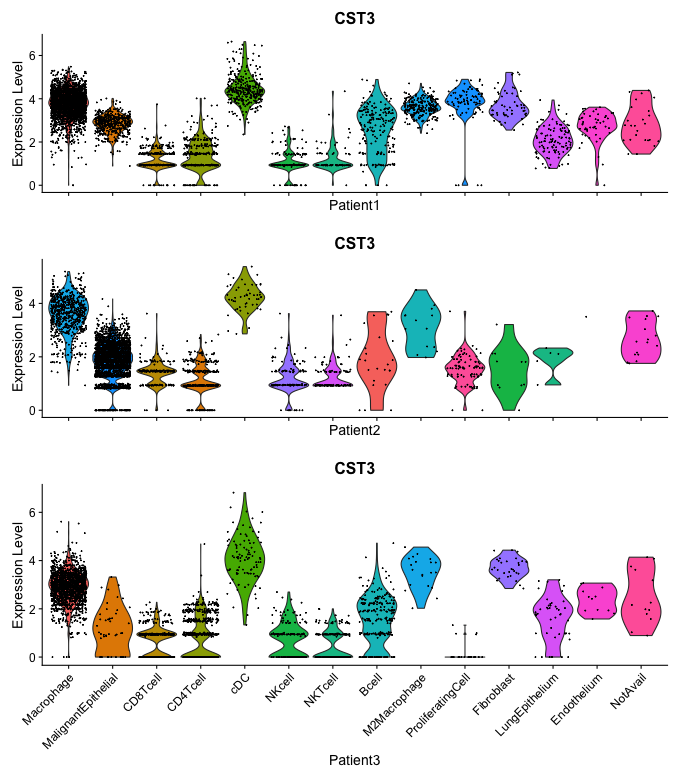 CST3
Expression Level
6
4
2
0
Patient1
CST3
Expression Level
4
2
0
Patient2
CST3
Expression Level
6
4
2
0
Macrophage
MalignantEpithelial
CD8Tcell
CD4Tcell
cDC
NKcell
NKTcell
Bcell
M2Macrophage
ProliferatingCell
Fibroblast
LungEpithelium
Endothelium
NotAvail
Patient3